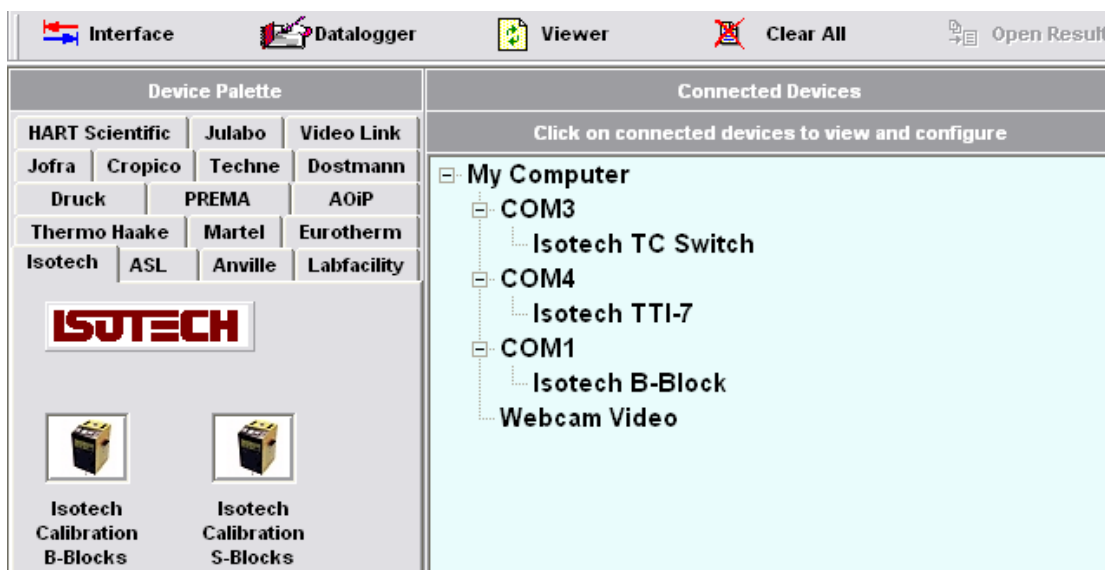 Interface Datalogger Viewer Clear All Open Result
Device Palette
HART Scientific Julabo Video Link
Jofra Cropico Techne Dostmann
Druck PREMA AOiP
Thermo Haake Martel Eurotherm
Isotech ASL Anville Labfacility
ISOTECH
Isotech
Calibration
B-Blocks
Isotech
Calibration
S-Blocks
Connected Devices
Click on connected devices to view and configure
My Computer
COM3
Isotech TC Switch
COM4
Isotech TTI-7
COM1
Isotech B-Block
Webcam Video